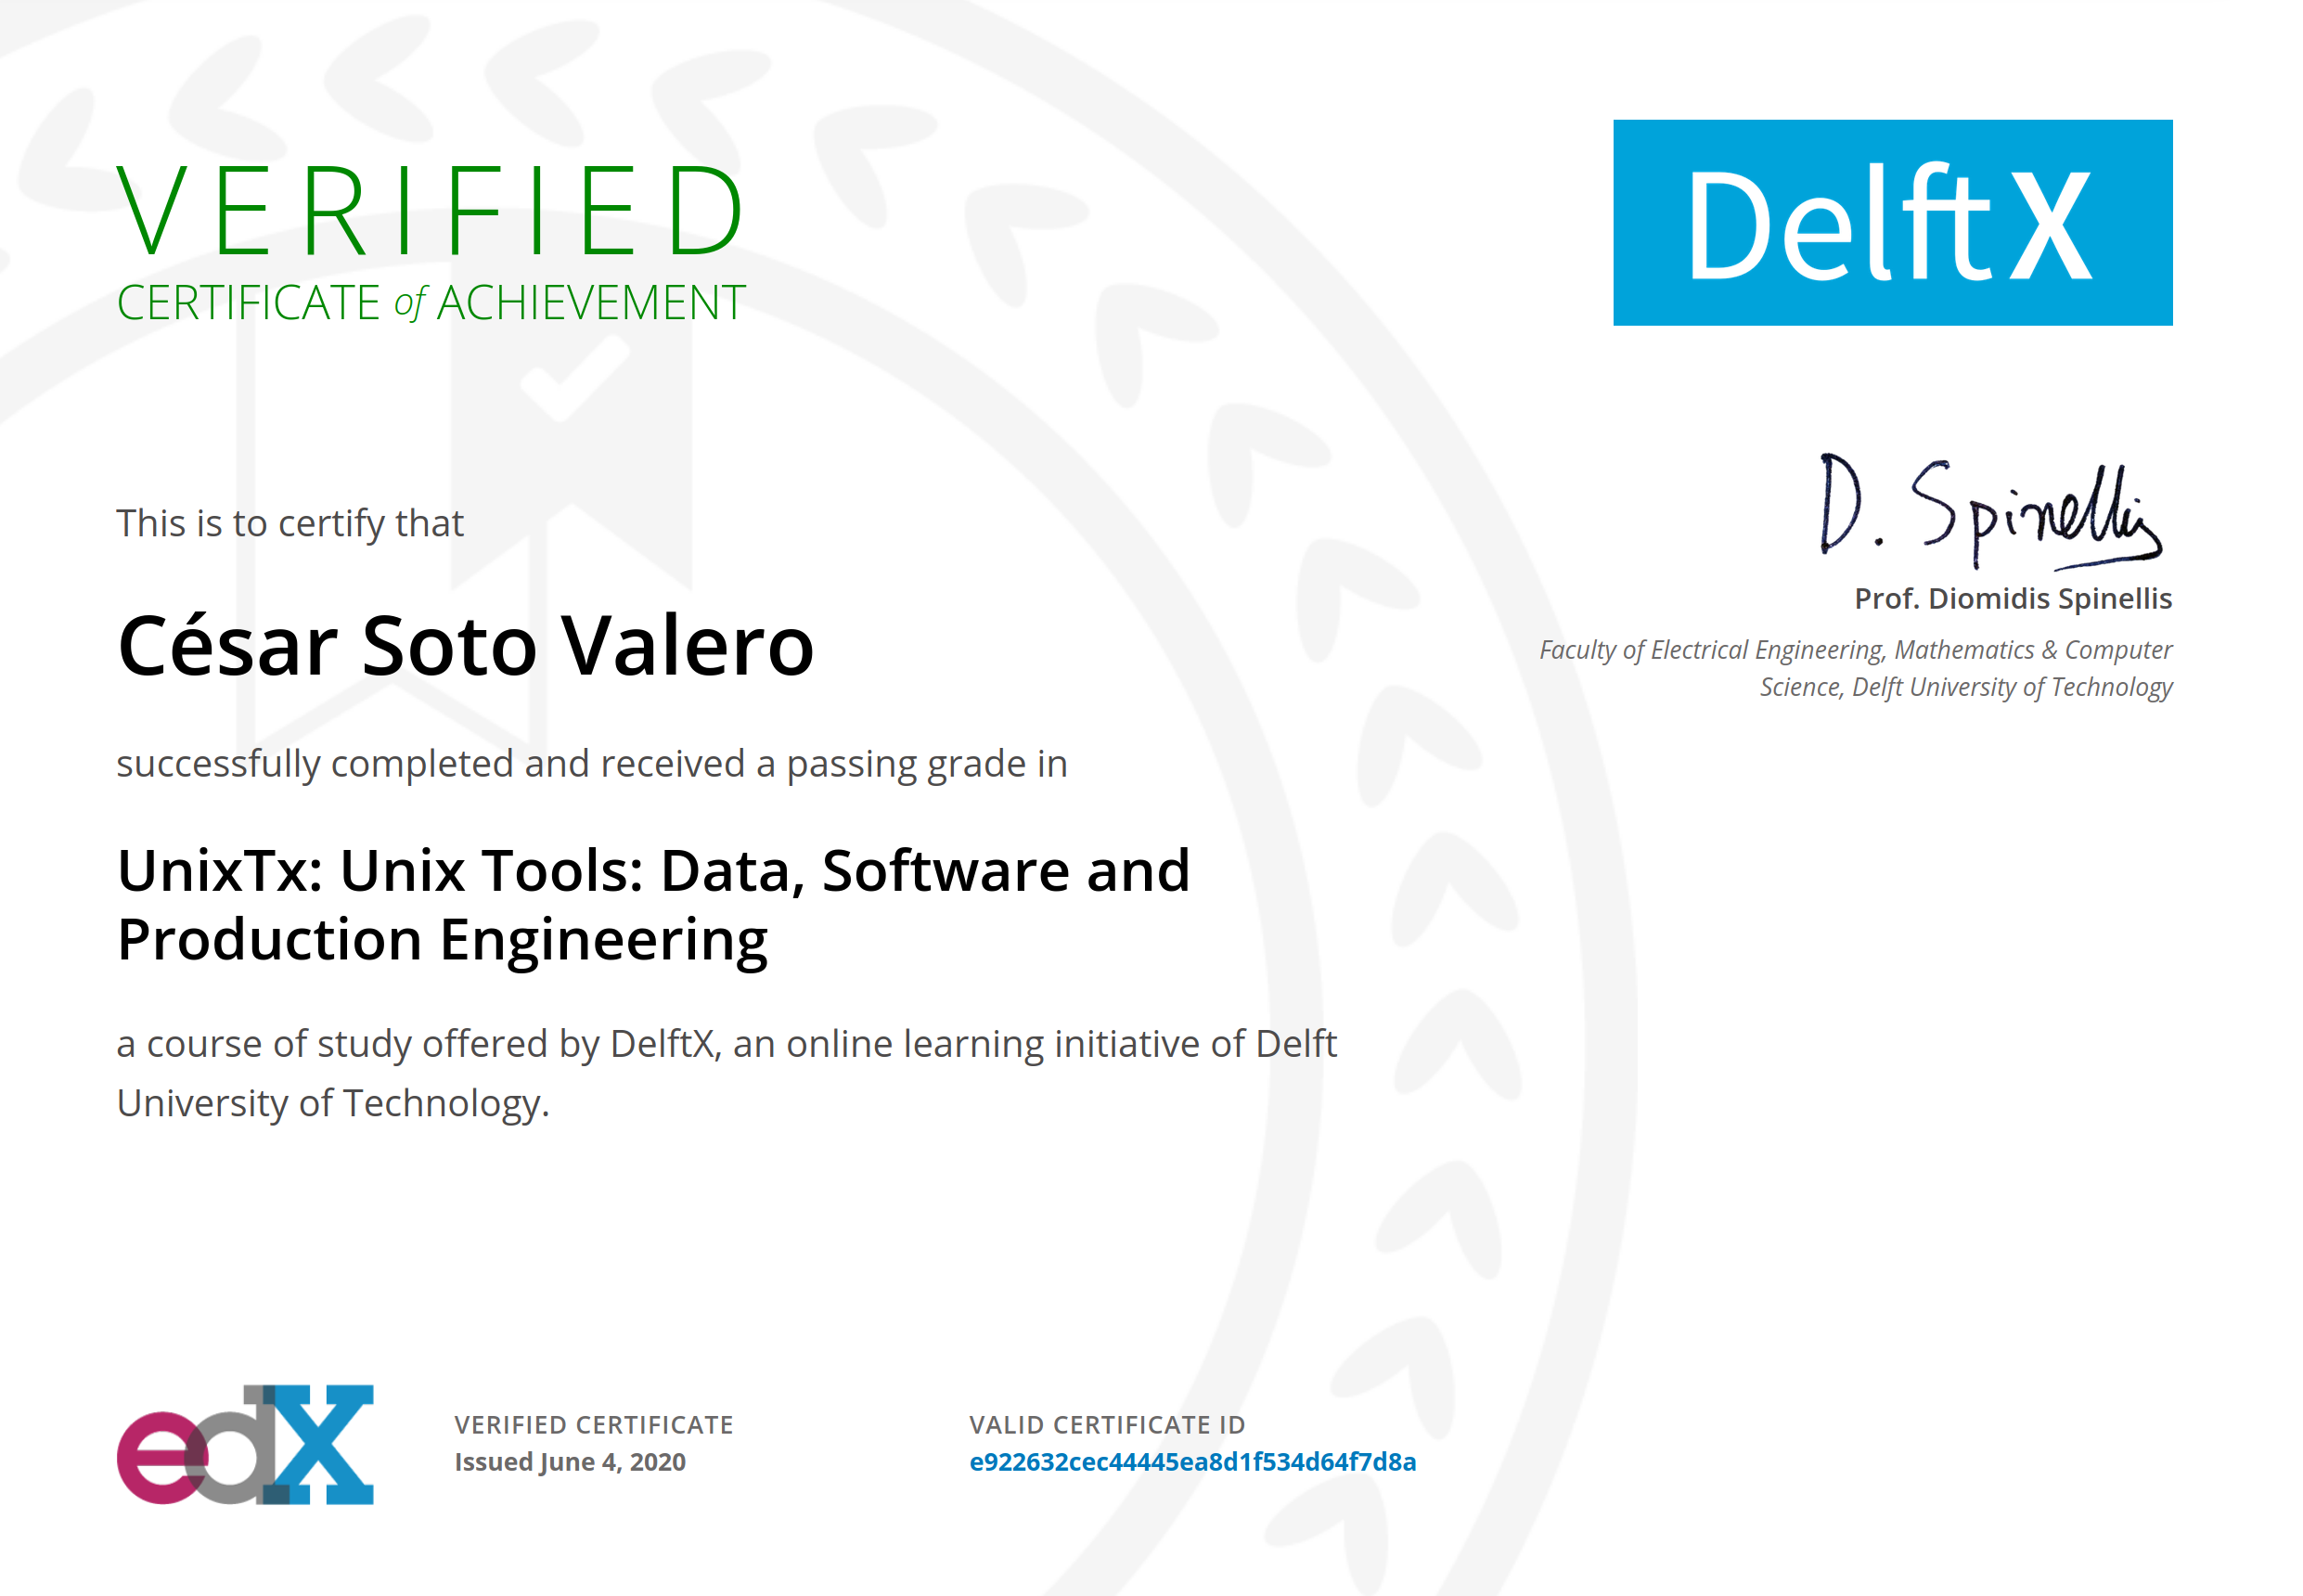 VERIFIED
CERTIFICATE of ACHIEVEMENT
DelftX
This is to certify that
César Soto Valero
successfully completed and received a passing grade in
UnixTx: Unix Tools: Data, Software and
Production Engineering
a course of study offered by DelftX, an online learning initiative of Delft
University of Technology.
D. Spinellis
Prof. Diomidis Spinellis
Faculty of Electrical Engineering, Mathematics & Computer
Science, Delft University of Technology
edX
VERIFIED CERTIFICATE
Issued June 4, 2020
VALID CERTIFICATE ID
e922632cec44445ea8d1f534d64f7d8a